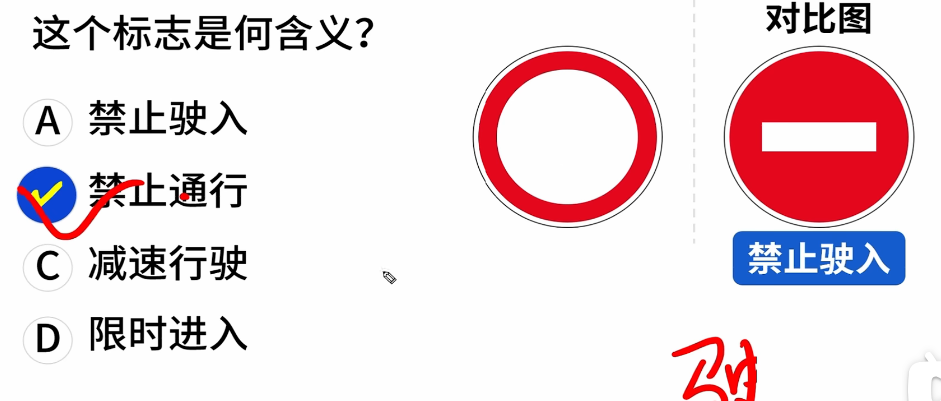 这个标志是何含义？
A 禁止驶入
禁止通行
C 减速行驶
D 限时进入
对比图
禁止驶入